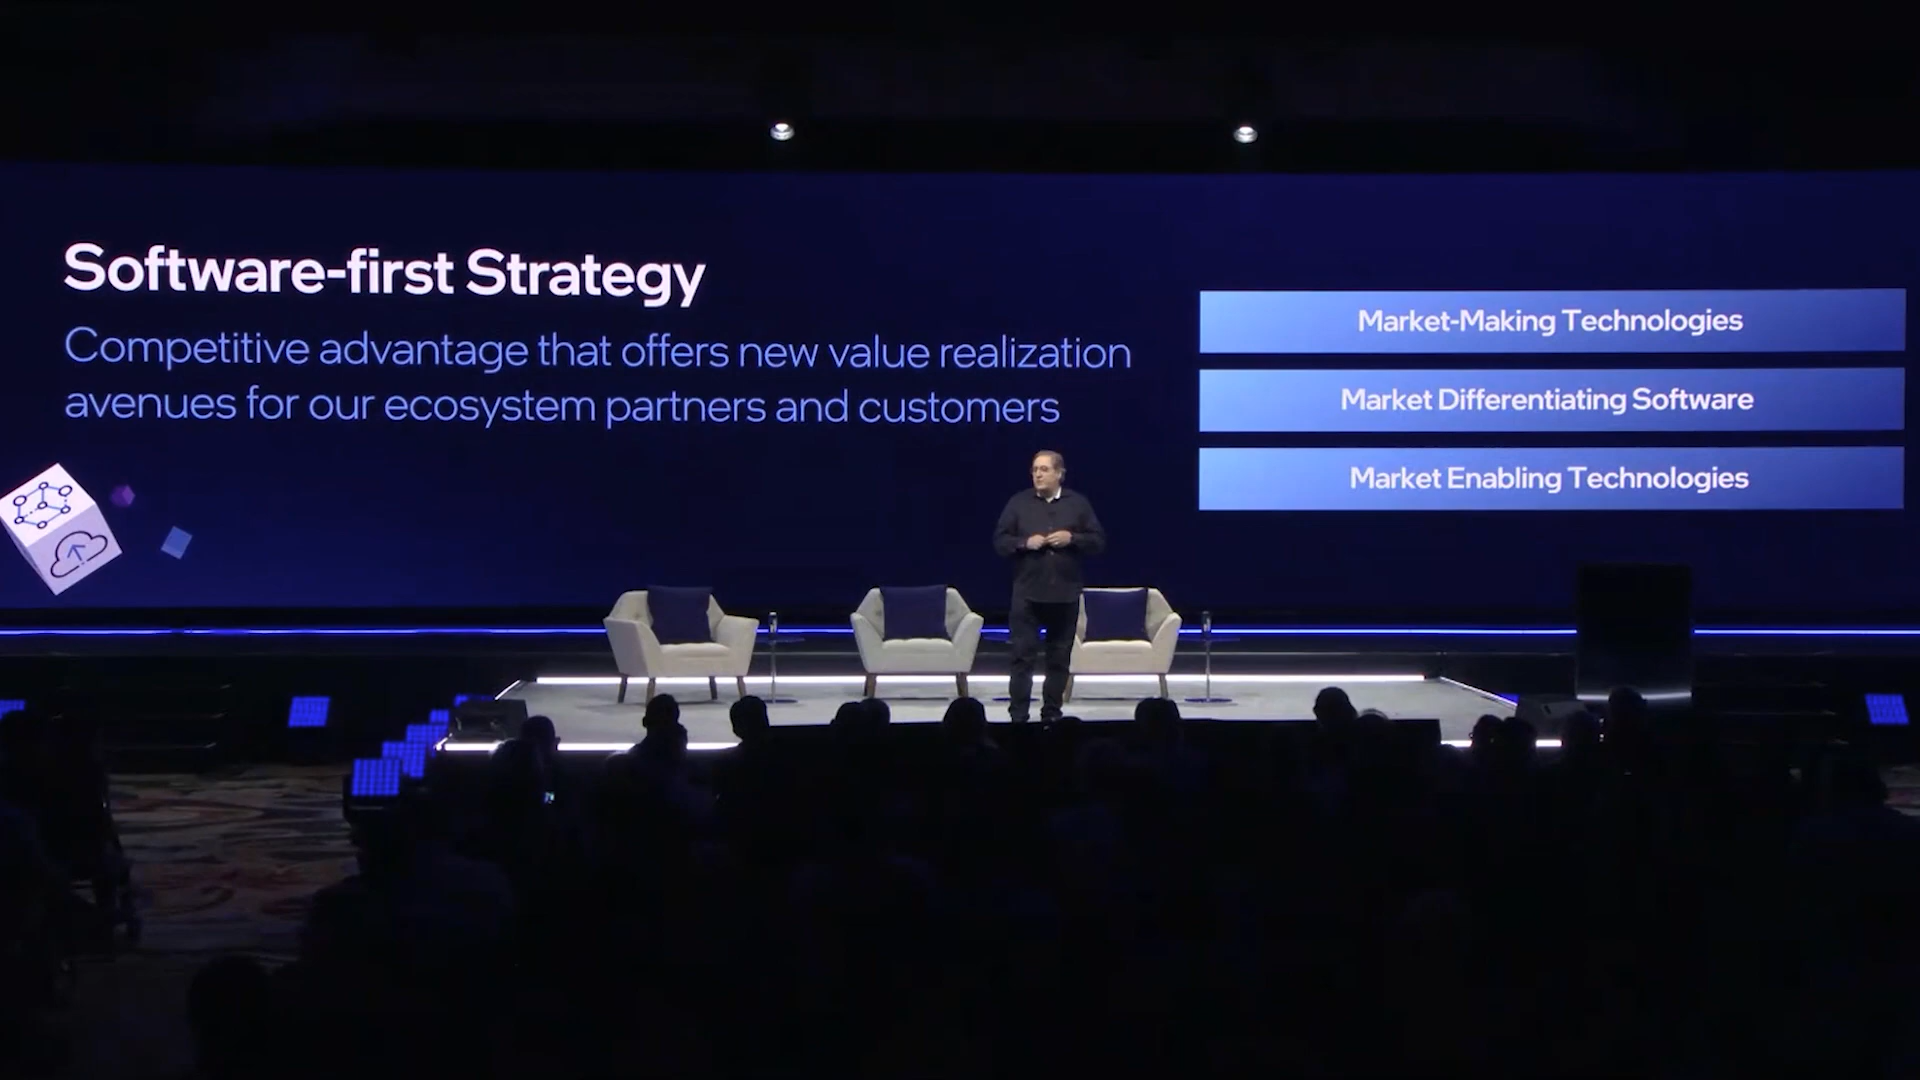 Software-first Strategy
Competitive advantage that offers new value realization
avenues for our ecosystem partners and customers
Market-Making Technologies
Market Differentiating Software
Market Enabling Technologies